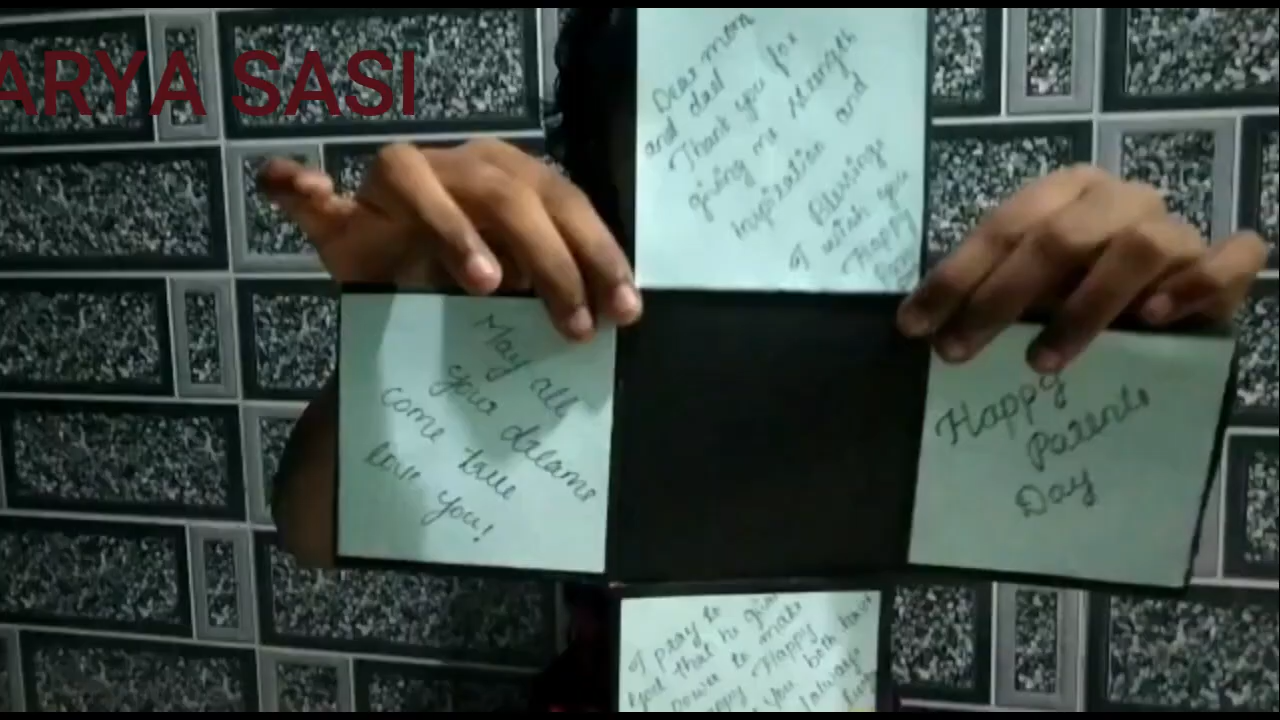 ARYA SASI
Dear mom
and dad
Thank you for
giving me strength
inspiration and
Blessings
I wish you
Happy
May all
your dreams
come true
love you!
Happy
Parents
Day
I pray to
God that he give
power to make
Happy
you both have
always